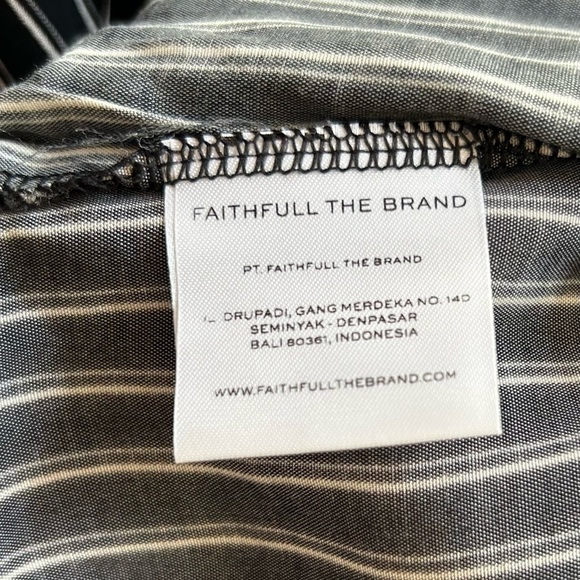 FAITHFULL THE BRAND
PT. FAITHFULL THE BRAND
DRUPADI, GANG MERDEKA NO. 14D
SEMINYAK - DENPASAR
BALI 80361, INDONESIA
WWW.FAITHFULLTHEBRAND.COM